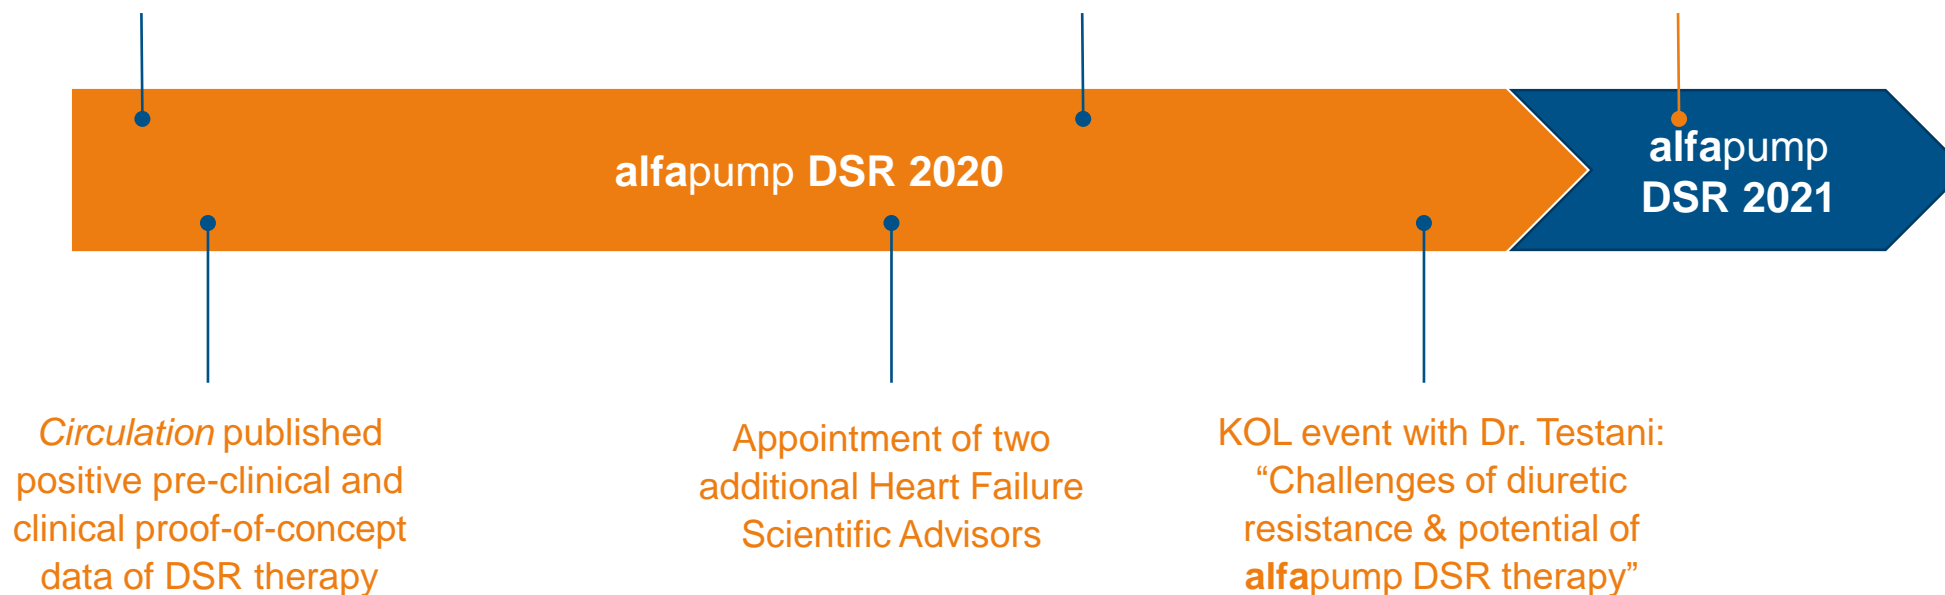 alfapump DSR 2020
alfapump
DSR 2021
Circulation published
positive pre-clinical and
clinical proof-of-concept
data of DSR therapy
Appointment of two
additional Heart Failure
Scientific Advisors
KOL event with Dr. Testani:
“Challenges of diuretic
resistance & potential of
alfapump DSR therapy”